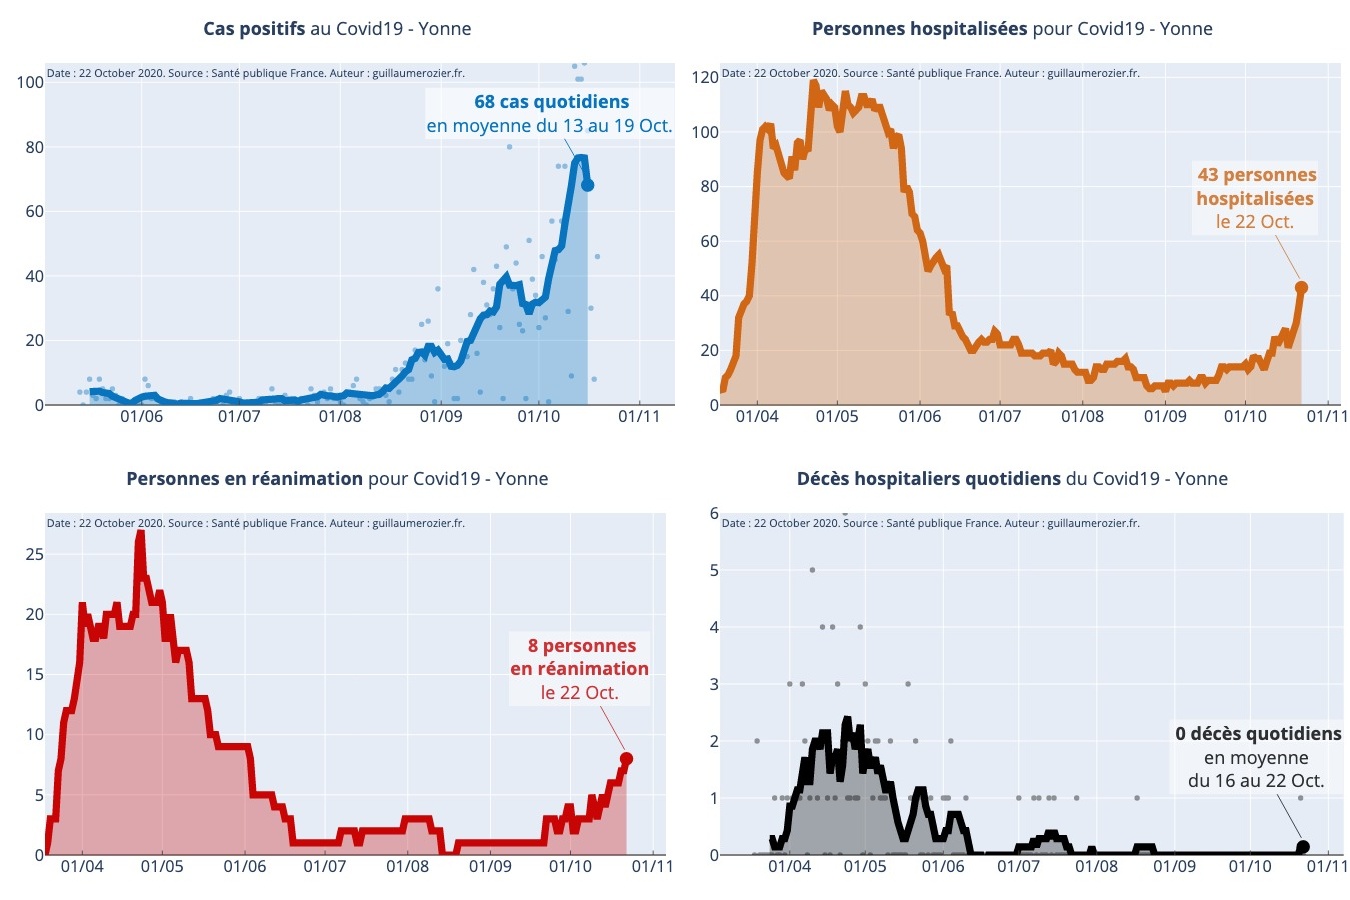 Cas positifs au Covid19 - Yonne
Date : 22 October 2020. Source : Santé publique France. Auteur : guillaumerozier.fr.
100
80
60
40
20
0
68 cas quotidiens
en moyenne du 13 au 19 Oct.
01/06
01/07
01/08
01/09
01/10
01/11
Personnes hospitalisées pour Covid19 - Yonne
Date : 22 October 2020. Source : Santé publique France. Auteur : guillaumerozier.fr.
120
100
80
60
40
20
0
43 personnes
hospitalisées
le 22 Oct.
01/04
01/05
01/06
01/07
01/08
01/09
01/10
01/11
Personnes en réanimation pour Covid19 - Yonne
Date : 22 October 2020. Source : Santé publique France. Auteur : guillaumerozier.fr.
25
20
15
10
5
0
8 personnes
en réanimation
le 22 Oct.
01/04
01/05
01/06
01/07
01/08
01/09
01/10
01/11
Décès hospitaliers quotidiens du Covid19 - Yonne
Date : 22 October 2020. Source : Santé publique France. Auteur : guillaumerozier.fr.
6
5
4
3
2
1
0
0 décès quotidiens
en moyenne
du 16 au 22 Oct.
01/04
01/05
01/06
01/07
01/08
01/09
01/10
01/11